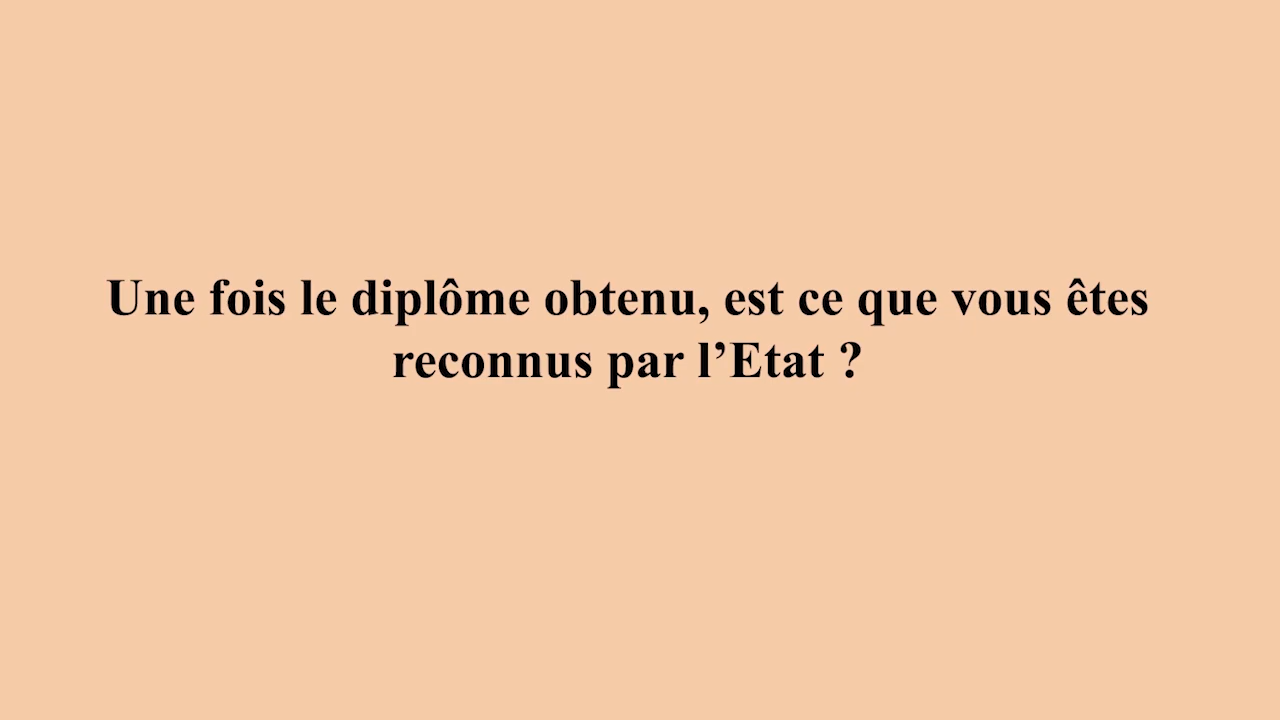 Une fois le diplôme obtenu, est ce que vous êtes
reconnus par l’Etat ?